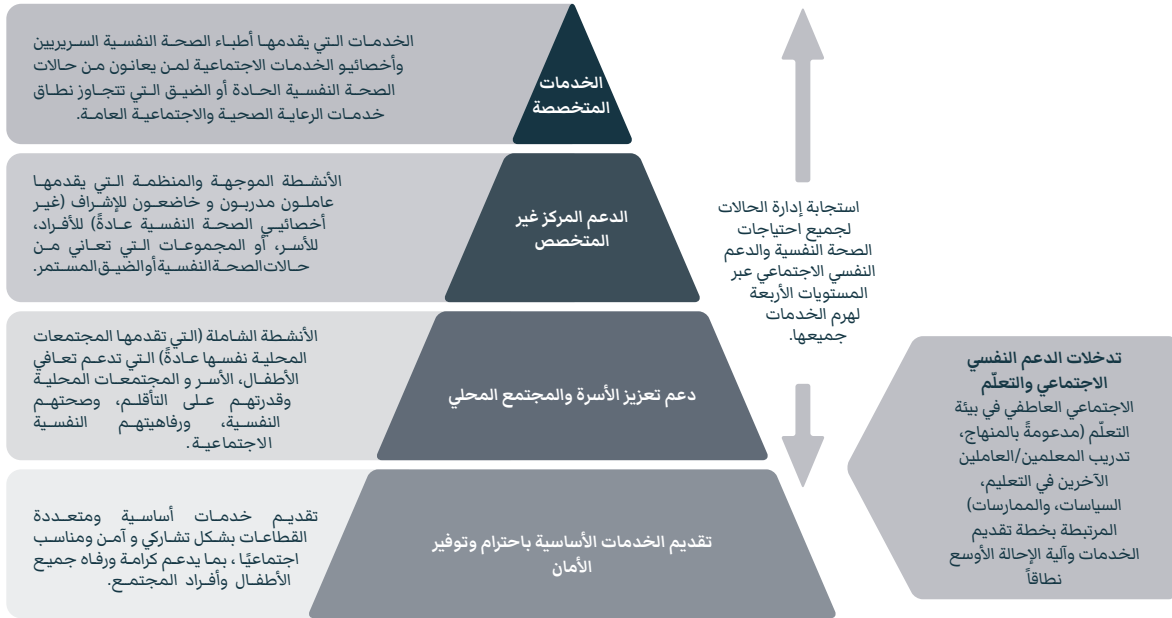 الخدمات التي يقدمها أطباء الصحة النفسية السريريين
وأخصائيو الخدمات الاجتماعية لمن يعانون من حالات
الصحة النفسية الحادة أو الضيق التي تتجاوز نطاق
خدمات الرعاية الصحية والاجتماعية العامة.
الخدمات
المتخصصة
الأنشطة الموجهة والمنظمة التي يقدمها
عاملون مدربون و خاضعون للإشراف (غير
أخصائيي الصحة النفسية عادةً) للأفراد،
للأسر، أو المجموعات التي تعاني من
حالات الصحة النفسية أو الضيق المستمر.
الدعم المركز غير
المتخصص
استجابة إدارة الحالات
لجميع احتياجات
الصحة النفسية والدعم
النفسي الاجتماعي عبر
المستويات الأربعة
لهرم الخدمات
جميعها.
الأنشطة الشاملة (التي تقدمها المجتمعات
المحلية نفسها عادةً) التي تدعم تعافي
الأطفال، الأسر و المجتمعات المحلية
وقدرتهم على التأقلم، وصحتهم
النفسية، ورفاهيتهم النفسية
الاجتماعية.
دعم تعزيز الأسرة والمجتمع المحلي
تدخلات الدعم النفسي
الاجتماعي والتعلّم
الاجتماعي العاطفي في بيئة
التعلّم (مدعومةً بالمنهاج،
تدريب المعلمين/العاملين
الآخرين في التعليم،
السياسات، والممارسات)
المرتبطة بخطة تقديم
الخدمات وآلية الإحالة الأوسع
نطاقاً
تقديم خدمات أساسية ومتعددة
القطاعات بشكل تشاركي و آمن ومناسب
اجتماعيًا ، بما يدعم كرامة ورفاه جميع
الأطفال وأفراد المجتمع.
تقديم الخدمات الأساسية باحترام وتوفير
الأمان